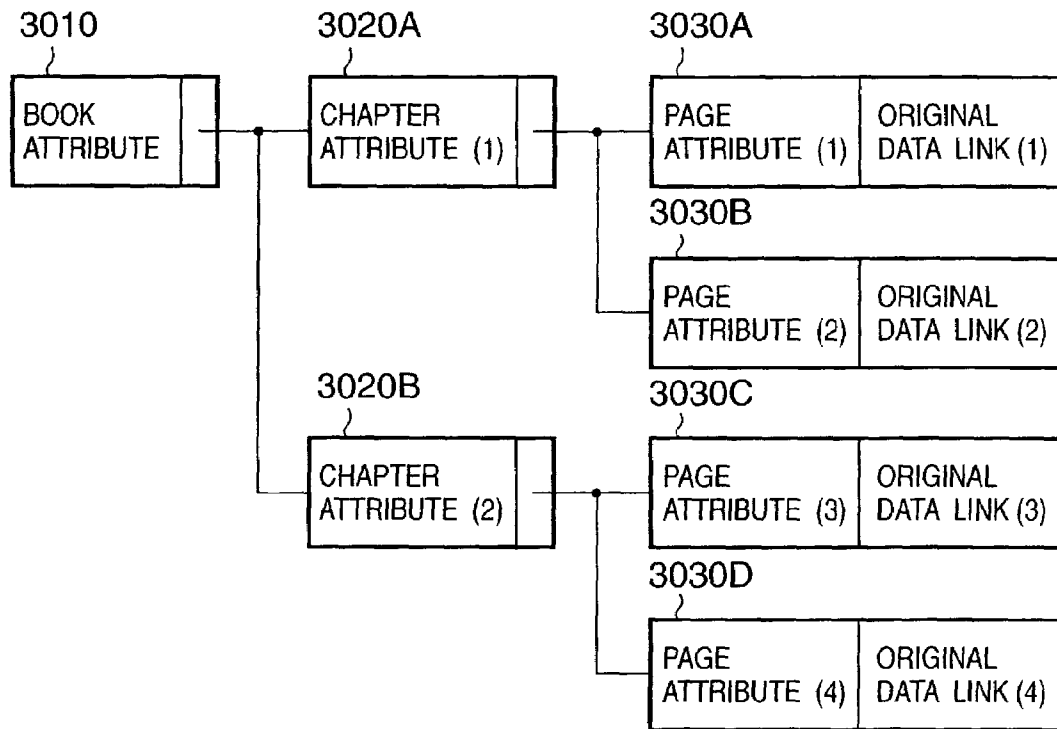 3010
3020A
3030A
BOOK
ATTRIBUTE
CHAPTER
ATTRIBUTE (1)
PAGE
ATTRIBUTE (1)
ORIGINAL
DATA LINK (1)
3030B
PAGE
ATTRIBUTE (2)
ORIGINAL
DATA LINK (2)
3020B
3030C
CHAPTER
ATTRIBUTE (2)
PAGE
ATTRIBUTE (3)
ORIGINAL
DATA LINK (3)
3030D
PAGE
ATTRIBUTE (4)
ORIGINAL
DATA LINK (4)